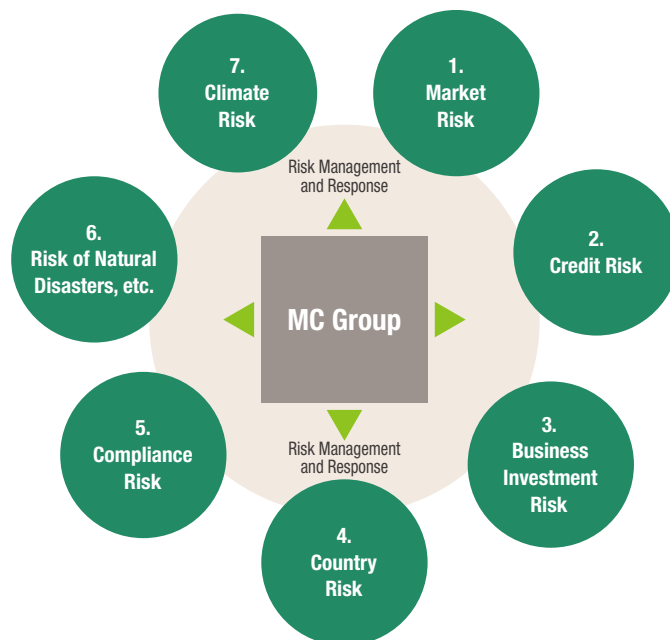 7.
Climate
Risk
1.
Market
Risk
Risk Management
and Response
6.
Risk of Natural
Disasters, etc.
2.
Credit Risk
MC Group
5.
Compliance
Risk
Risk Management
and Response
3.
Business
Investment
Risk
4.
Country
Risk